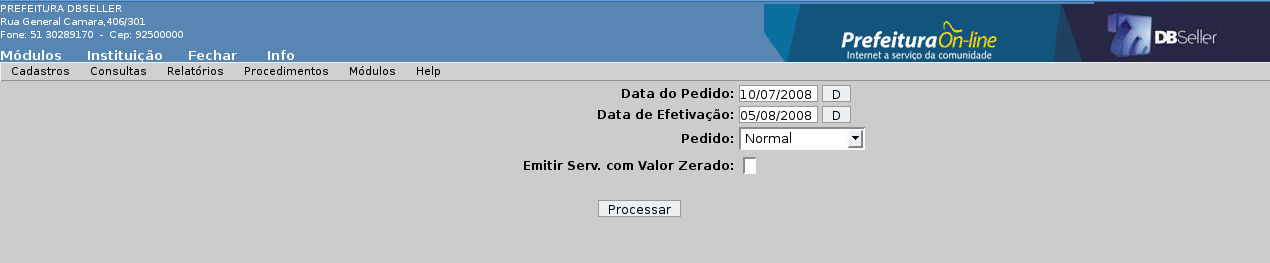 PREFEITURA DBSELLER
Rua General Camara,406/301
Fone: 51 30289170 - Cep: 92500000
Módulos Instituição Fechar Info
Prefeitura On-line
Internet a serviço da comunidade
DBSeller
Cadastros Consultas Relatórios Procedimentos Módulos Help
Data do Pedido: 10/07/2008 D
Data de Efetivação: 05/08/2008 D
Pedido: Normal
Emitir Serv. com Valor Zerado:
Processar